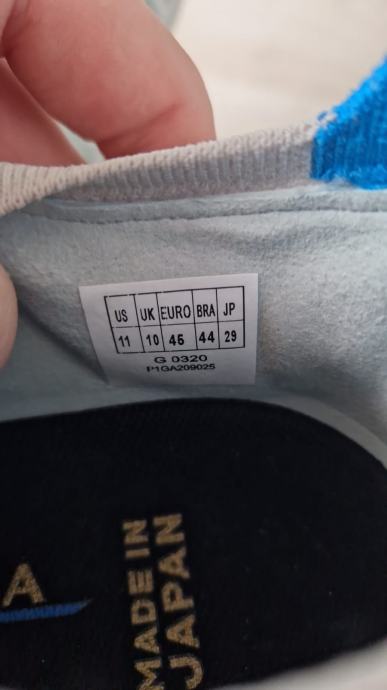 US UK EURO BRA JP
11 10 45 44 29
G 0320
P1GA209025
A
MADE IN
JAPAN